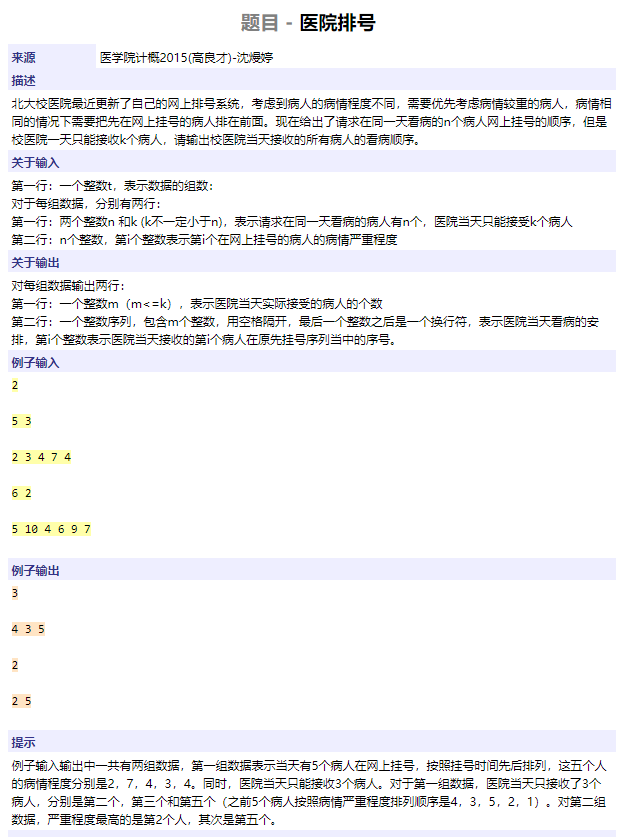 题目 - 医院排号
来源 医学院计概2015(高良才)-沈熳婷
描述
北大校医院最近更新了自己的网上排号系统，考虑到病人的病情程度不同，需要优先考虑病情较重的病人，病情相
同的情况下需要把先在网上挂号的病人排在前面。现在给出了请求在同一天看病的n个病人网上挂号的顺序，但是
校医院一天只能接收k个病人，请输出校医院当天接收的所有病人的看病顺序。
关于输入
第一行：一个整数t，表示数据的组数：
对于每组数据，分别有两行：
第一行：两个整数n 和k (k不一定小于n)，表示请求在同一天看病的病人有n个，医院当天只能接受k个病人
第二行：n个整数，第i个整数表示第i个在网上挂号的病人的病情严重程度
关于输出
对每组数据输出两行：
第一行：一个整数m（m<=k），表示医院当天实际接受的病人的个数
第二行：一个整数序列，包含m个整数，用空格隔开，最后一个整数之后是一个换行符，表示医院当天看病的安
排，第i个整数表示医院当天接收的第i个病人在原先挂号序列当中的序号。
例子输入
2
5 3
2 3 4 7 4
6 2
5 10 4 6 9 7
例子输出
3
4 3 5
2
2 5
提示
例子输入输出中一共有两组数据，第一组数据表示当天有5个病人在网上挂号，按照挂号时间先后排列，这五个人
的病情程度分别是2，7，4，3，4。同时，医院当天只能接收3个病人。对于第一组数据，医院当天只接收了3个
病人，分别是第二个，第三个和第五个（之前5个病人按照病情严重程度排列顺序是4，3，5，2，1）。对第二组
数据，严重程度最高的是第2个人，其次是第五个。